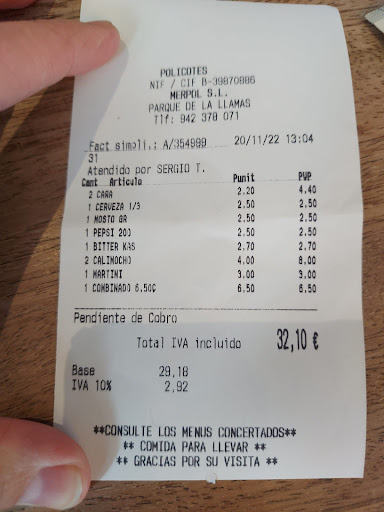 POLICOTES
NIF / CIF B-39870886
MERPOL S.L.
PARQUE DE LA LLAMAS
Tlf: 942 378 071
Fact simpli.: A/354989 20/11/22 13:04
31
Atendido por SERGIO T.
Cant Articulo Punit PVP
2 CARA 2.20 4.40
1 CERVEZA 1/3 2.50 2.50
1 MOSTO GR 2.50 2.50
1 PEPSI 200 2.50 2.50
1 BITTER KAS 2.70 2.70
2 CALIMOCHO 4.00 8.00
1 MARTINI 3.00 3.00
1 COMBINADO 6.50€ 6.50 6.50
Pendiente de Cobro
Total IVA incluido 32,10 €
Base 29,18
IVA 10% 2,92
**CONSULTE LOS MENUS CONCERTADOS**
** COMIDA PARA LLEVAR **
** GRACIAS POR SU VISITA **